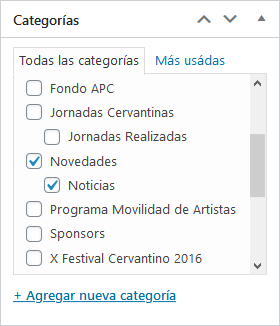 Categorías
Todas las categorías
Más usádas
Fondo APC
Jornadas Cervantinas
Jornadas Realizadas
Novedades
Noticias
Programa Movilidad de Artistas
Sponsors
X Festival Cervantino 2016
+ Agregar nueva categoría